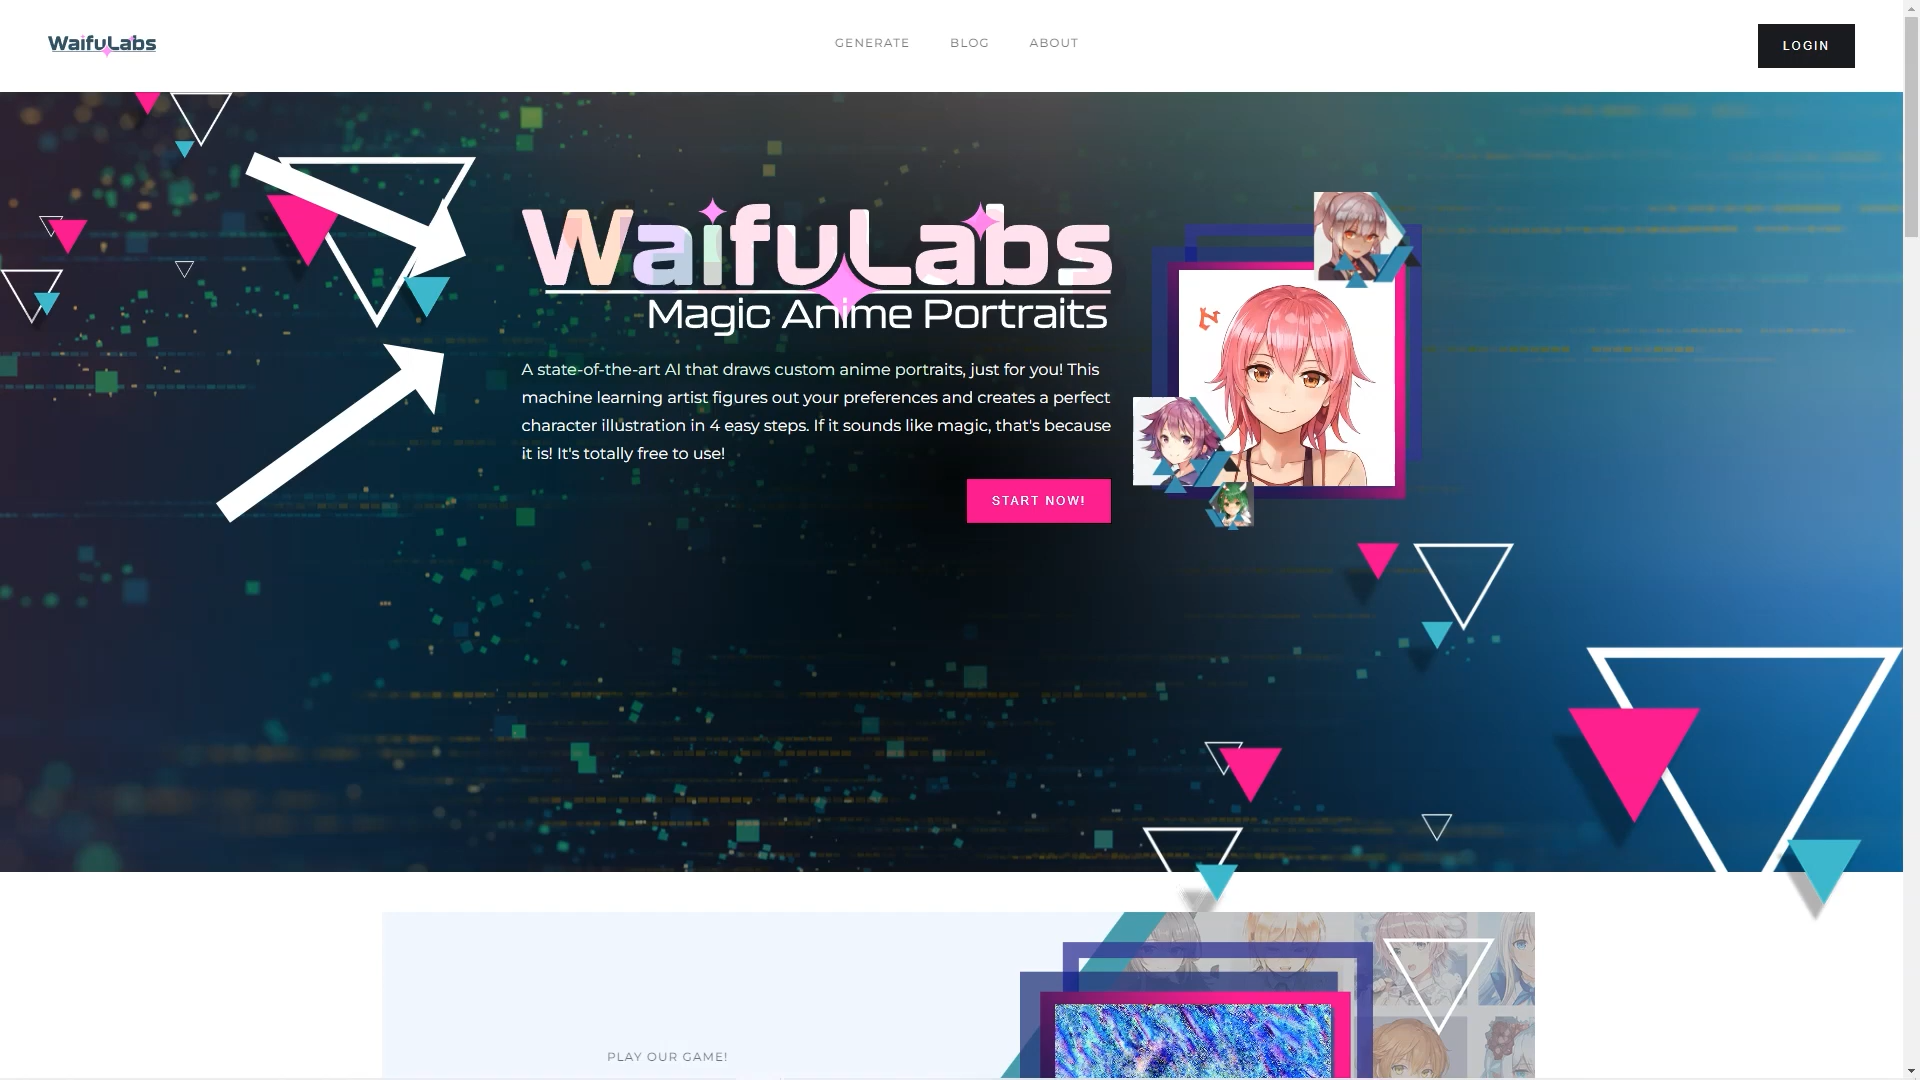 WaifuLabs
GENERATE BLOG ABOUT
LOGIN
WaifuLabs
Magic Anime Portraits
A state-of-the-art AI that draws custom anime portraits, just for you! This
machine learning artist figures out your preferences and creates a perfect
character illustration in 4 easy steps. If it sounds like magic, that's because
it is! It's totally free to use!
START NOW!
PLAY OUR GAME!